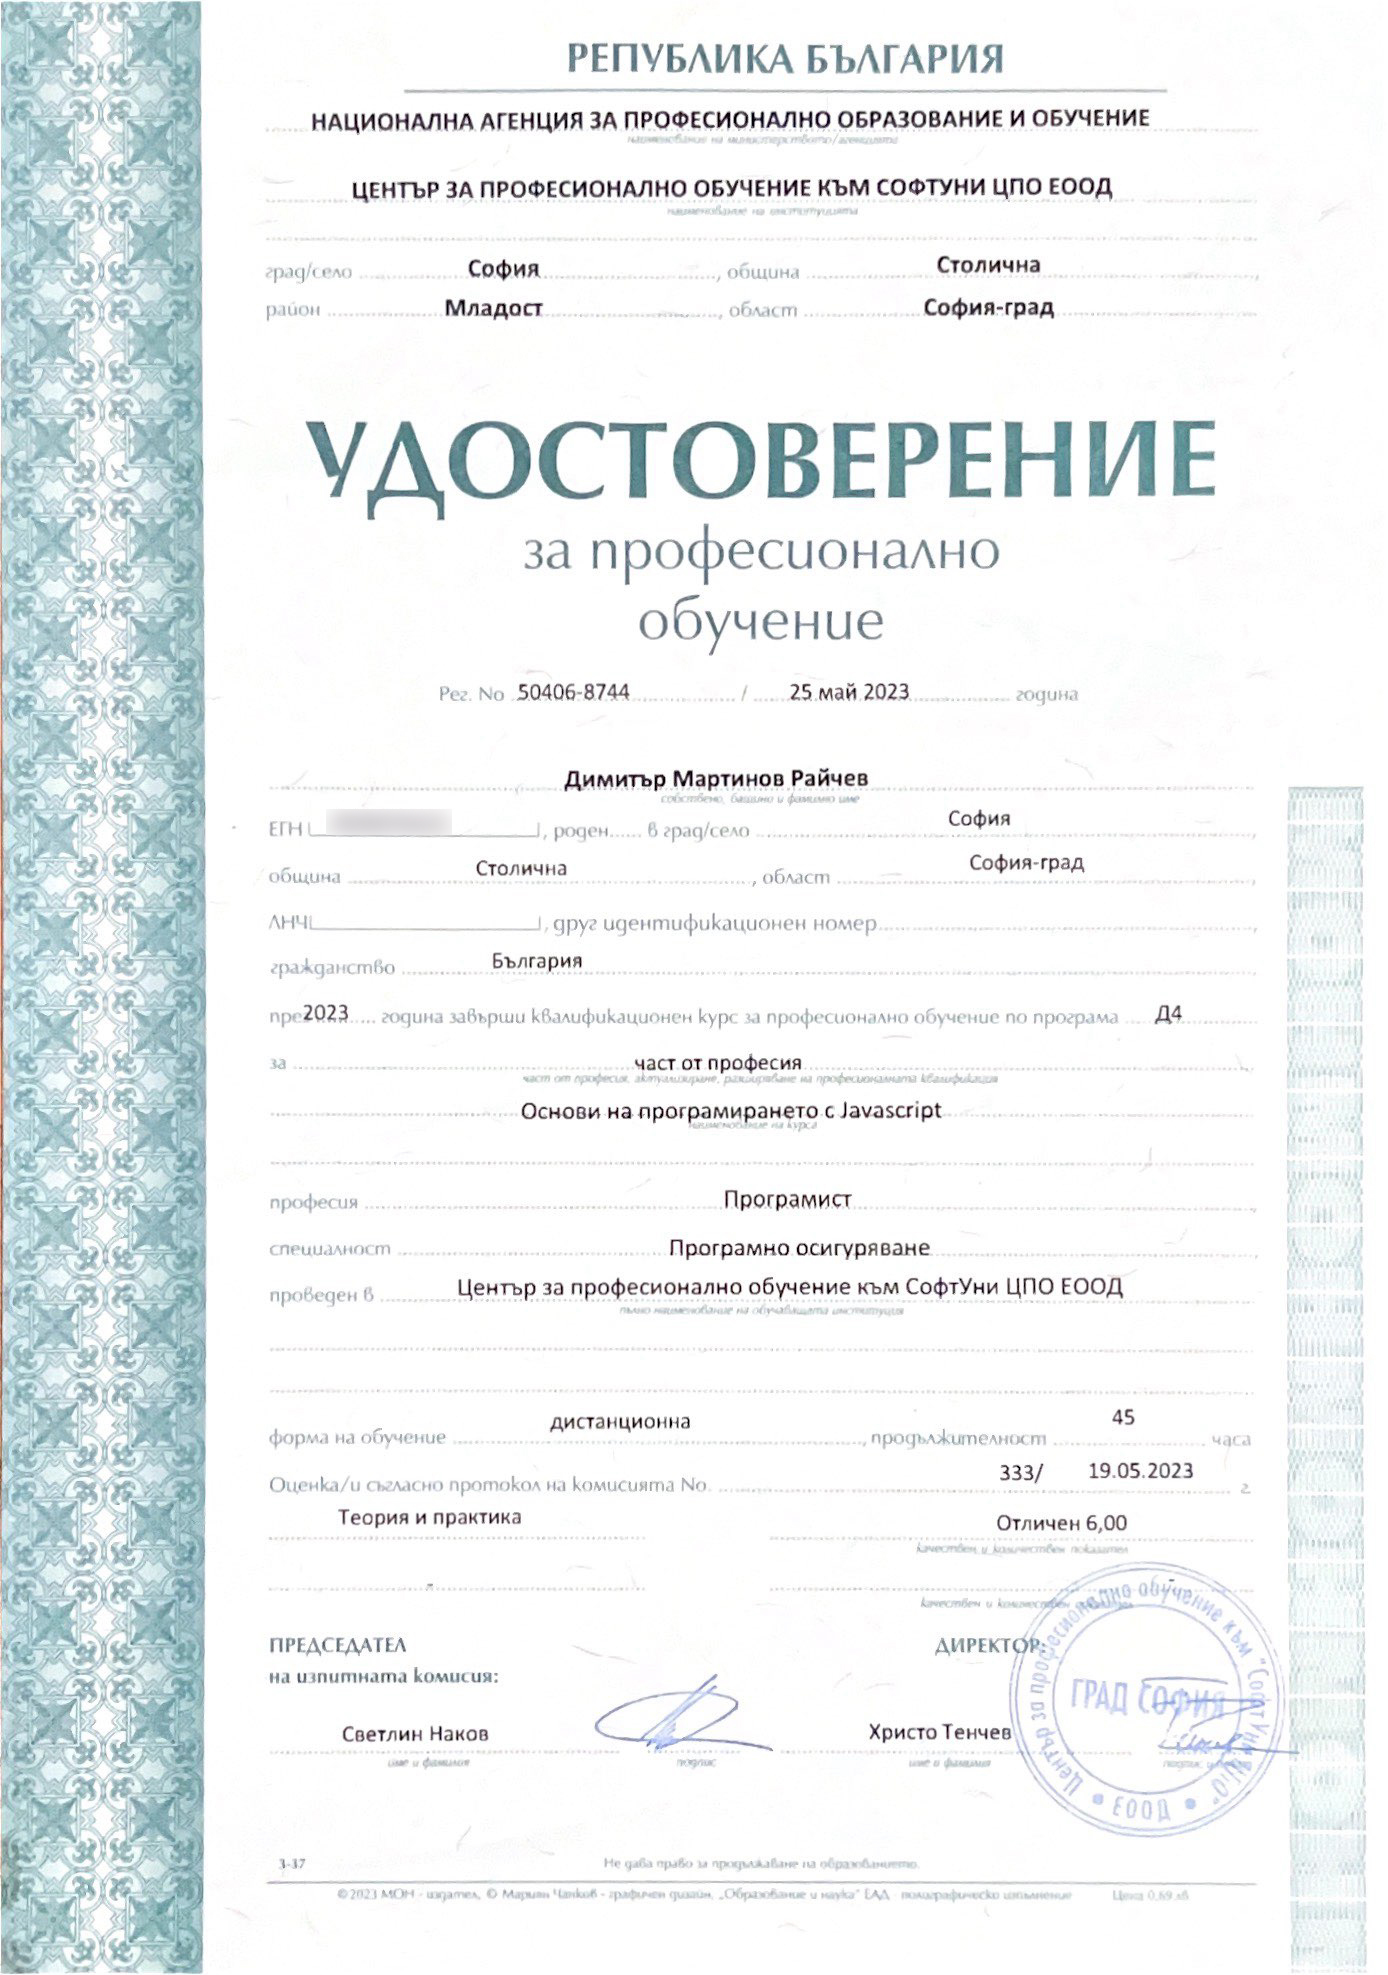 РЕПУБЛИКА БЪЛГАРИЯ
НАЦИОНАЛНА АГЕНЦИЯ ЗА ПРОФЕСИОНАЛНО ОБРАЗОВАНИЕ И ОБУЧЕНИЕ
наименование на министерството/агенцията
ЦЕНТЪР ЗА ПРОФЕСИОНАЛНО ОБУЧЕНИЕ КЪМ СОФТУНИ ЦПО ЕООД
наименование на институцията
град/село София, община Столична,
район Младост, област София-град
УДОСТОВЕРЕНИЕ
за професионално
обучение
Рег. No 50406-8744 / 25 май 2023 година
Димитър Мартинов Райчев
собствено, бащино и фамилно име
ЕГН, роден в град/село София,
община Столична, област София-град,
ЛНЧ, друг идентификационен номер,
гражданство България
през 2023 година завърши квалификационен курс за професионално обучение по програма Д4
за част от професия
част от професия, актуализиране, разширяване на професионалната квалификация
Основи на програмирането с Javascript
наименование на курса
професия Програмист,
специалност Програмно осигуряване,
проведен в Център за професионално обучение към СофтУни ЦПО ЕООД
пълно наименование на обучаващата институция
форма на обучение дистанционна, продължителност 45 часа
Оценка/и съгласно протокол на комисията No. 333/ 19.05.2023 г.
Теория и практика Отличен 6,00
качествен и количествен показател
качествен и количествен показател
ПРЕДСЕДАТЕЛ ДИРЕКТОР:
на изпитната комисия:
Светлин Наков Христо Тенчев
име и фамилия подпис име и фамилия подпис и
Център за професионално обучение към "СофтУни ЦПО" ЕООД
ГРАД СОФИЯ
3-37 Не дава право за продължаване на образованието.
©2023 МОН - издател, © Мариян Чапков - графичен дизайн, „Образование и наука" ЕАД - полиграфическо изпълнение Цена 0,69 лв